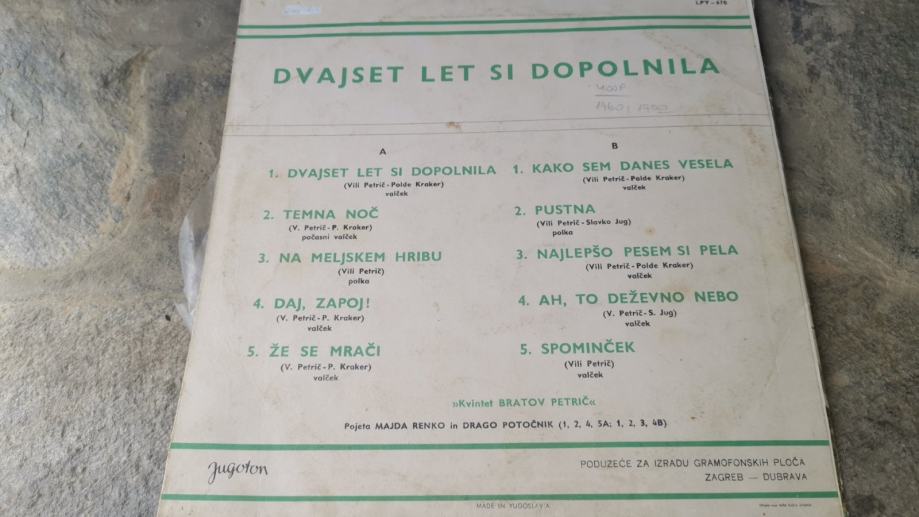 LPY-676
DVAJSET LET SI DOPOLNILA
A
1. DVAJSET LET SI DOPOLNILA
(Vili Petrič - Polde Kraker)
valček
2. TEMNA NOČ
(V. Petrič - P. Kraker)
počasni valček
3. NA MELJSKEM HRIBU
(Vili Petrič)
polka
4. DAJ, ZAPOJ!
(V. Petrič - P. Kraker)
valček
5. ŽE SE MRAČI
(V. Petrič - P. Kraker)
valček
B
1. KAKO SEM DANES VESELA
(Vili Petrič - Polde Kraker)
valček
2. PUSTNA
(Vili Petrič - Slavko Jug)
polka
3. NAJLEPŠO PESEM SI PELA
(Vili Petrič - Polde Kraker)
valček
4. AH, TO DEŽEVNO NEBO
(V. Petrič - S. Jug)
valček
5. SPOMINČEK
(Vili Petrič)
valček
»Kvintet BRATOV PETRIČ«
Pojeta MAJDA RENKO in DRAGO POTOČNIK (1, 2, 4, 5A; 1, 2, 3, 4B)
Jugoton
PODUZEĆE ZA IZRADU GRAMOFONSKIH PLOČA
ZAGREB — DUBRAVA
MADE IN YUGOSLAVIA